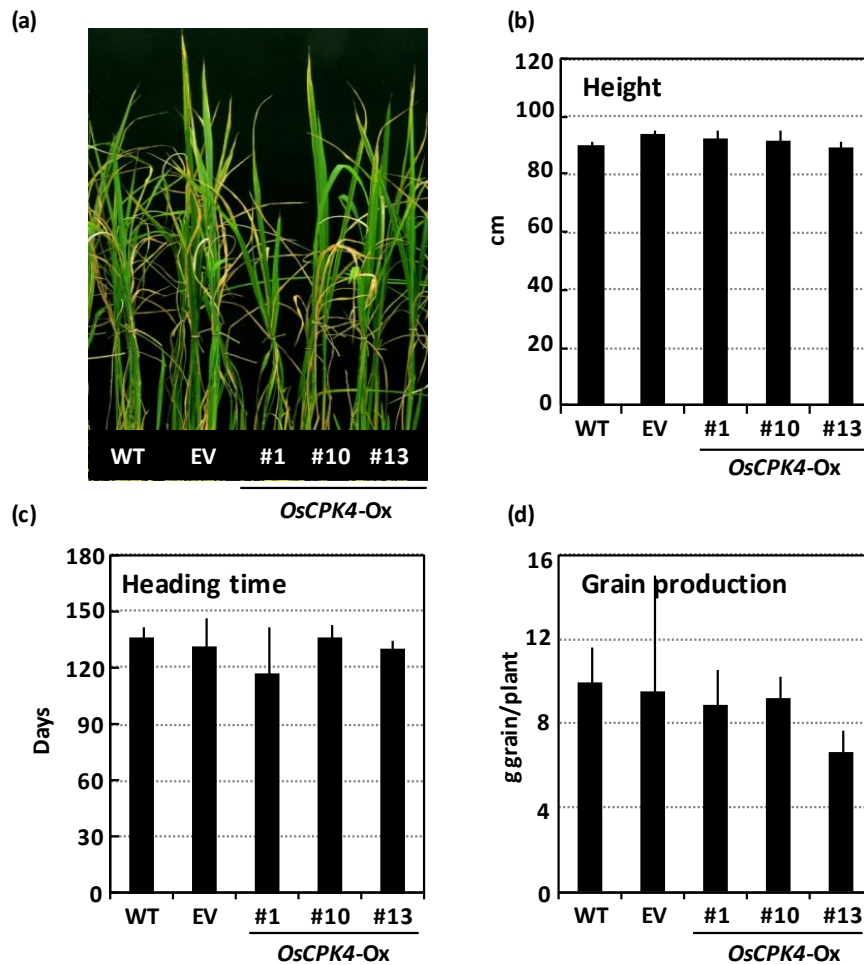 (a)
WT EV #1 #10 #13
OsCPK4-Ox
(b)
Height
cm
120
100
80
60
40
20
0
WT EV #1 #10 #13
OsCPK4-Ox
(c)
Heading time
Days
180
150
120
90
60
30
0
WT EV #1 #10 #13
OsCPK4-Ox
(d)
Grain production
ggrain/plant
16
12
8
4
0
WT EV #1 #10 #13
OsCPK4-Ox